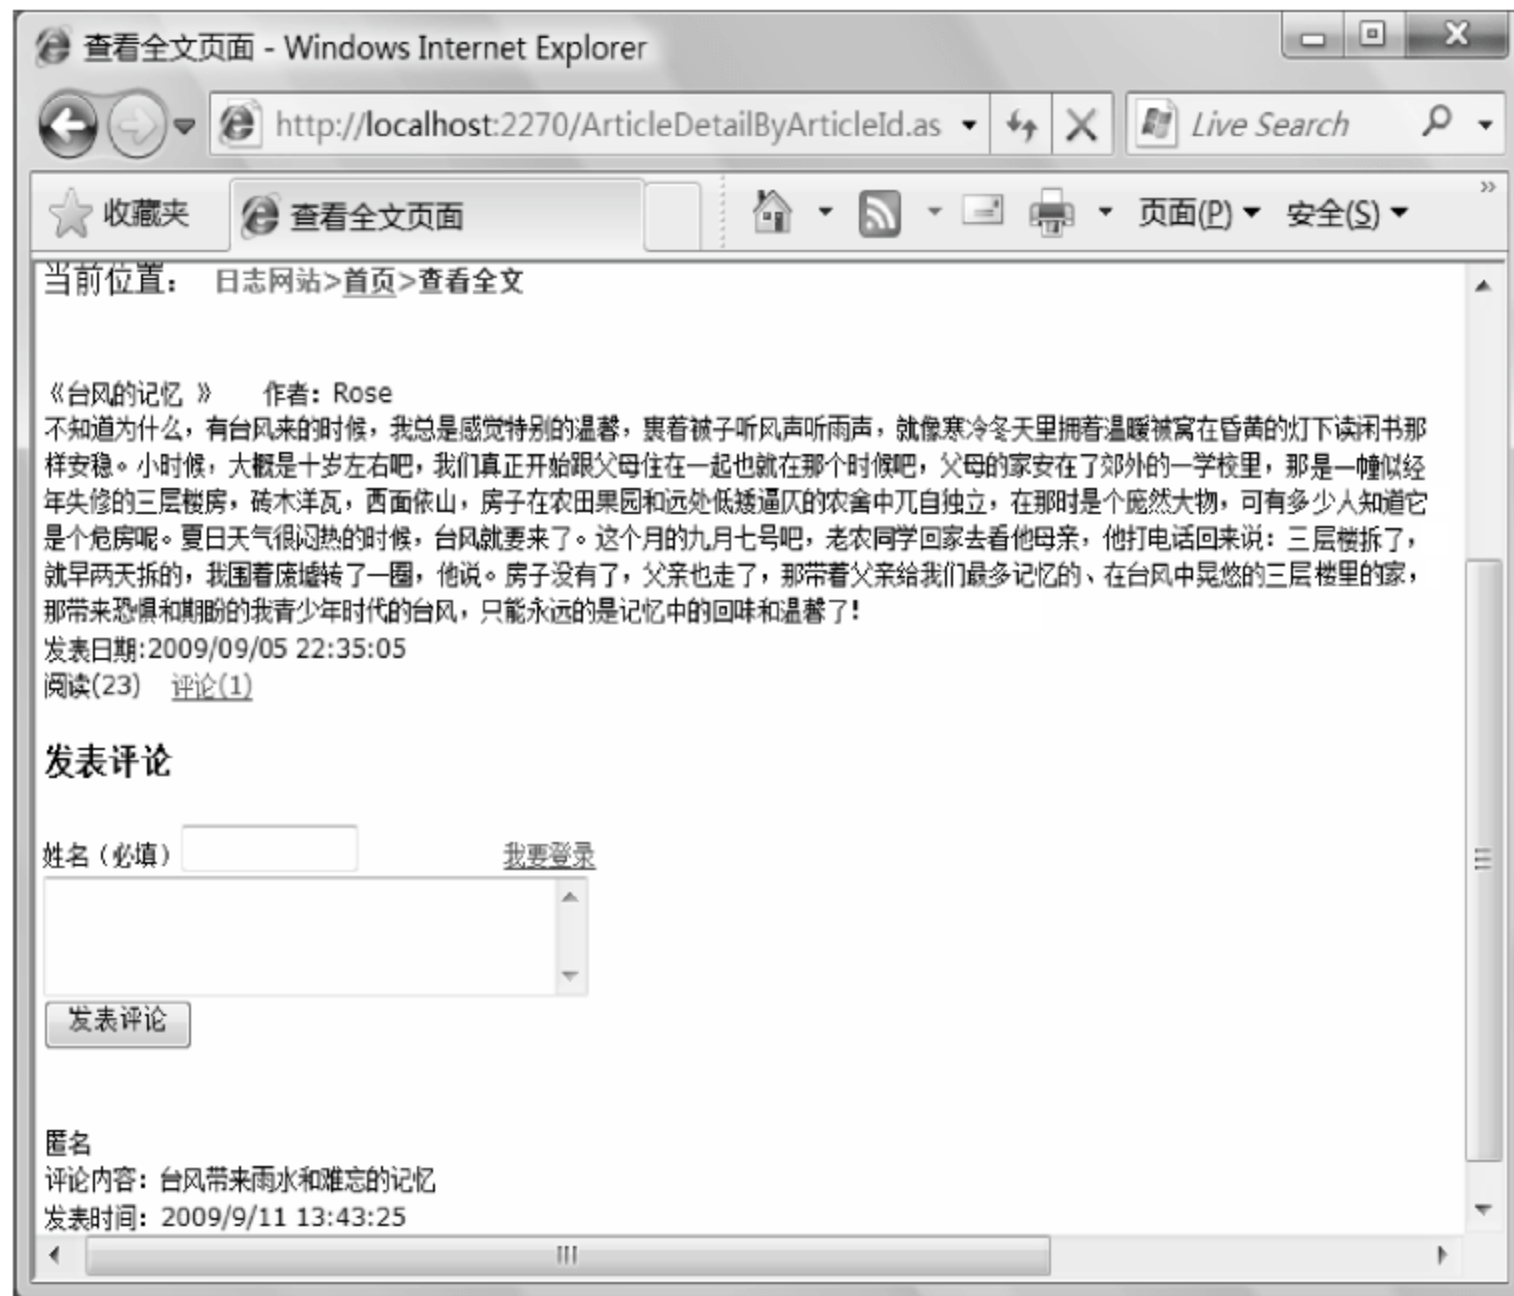 查看全文页面 - Windows Internet Explorer
http://localhost:2270/ArticleDetailByArticleId.as
Live Search
收藏夹
查看全文页面
页面(P)
安全(S)
»
当前位置： 日志网站>首页>查看全文
《台风的记忆 》 作者：Rose
不知道为什么，有台风来的时候，我总是感觉特别的温馨，裹着被子听风声听雨声，就像寒冷冬天里拥着温暖被窝在昏黄的灯下读闲书那
样安稳。小时候，大概是十岁左右吧，我们真正开始跟父母住在一起也就在那个时候吧，父母的家安在了郊外的一学校里，那是一幢似经
年失修的三层楼房，砖木洋瓦，西面依山，房子在农田果园和远处低矮逼仄的农舍中兀自独立，在那时是个庞然大物，可有多少人知道它
是个危房呢。夏日天气很闷热的时候，台风就要来了。这个月的九月七号吧，老农同学回家去看他母亲，他打电话回来说：三层楼拆了，
就早两天拆的，我围着废墟转了一圈，他说。房子没有了，父亲也走了，那带着父亲给我们最多记忆的、在台风中晃悠的三层楼里的家，
那带来恐惧和期盼的我青少年时代的台风，只能永远的是记忆中的回味和温馨了！
发表日期:2009/09/05 22:35:05
阅读(23) 评论(1)
发表评论
姓名（必填） 我要登录
发表评论
匿名
评论内容：台风带来雨水和难忘的记忆
发表时间：2009/9/11 13:43:25